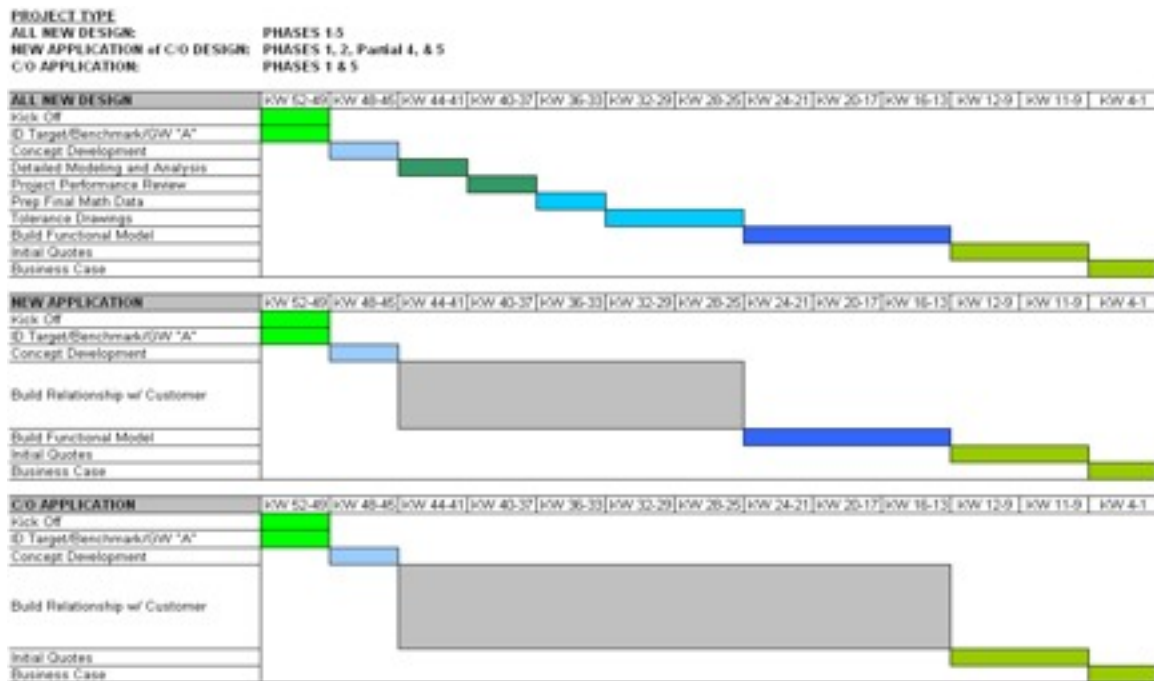 PROJECT TYPE
ALL NEW DESIGN: PHASES 1-5
NEW APPLICATION of C/O DESIGN: PHASES 1, 2, Partial 4, & 5
C/O APPLICATION: PHASES 1 & 5
ALL NEW DESIGN KW 52-49 KW 48-45 KW 44-41 KW 40-37 KW 36-33 KW 32-29 KW 28-25 KW 24-21 KW 20-17 KW 16-13 KW 12-9 KW 11-9 KW 4-1
Kick Off
ID Target/Benchmark/GW "A"
Concept Development
Detailed Modeling and Analysis
Project Performance Review
Prep Final Math Data
Tolerance Drawings
Build Functional Model
Initial Quotes
Business Case
NEW APPLICATION KW 52-49 KW 48-45 KW 44-41 KW 40-37 KW 36-33 KW 32-29 KW 28-25 KW 24-21 KW 20-17 KW 16-13 KW 12-9 KW 11-9 KW 4-1
Kick Off
ID Target/Benchmark/GW "A"
Concept Development
Build Relationship w/ Customer
Build Functional Model
Initial Quotes
Business Case
C/O APPLICATION KW 52-49 KW 48-45 KW 44-41 KW 40-37 KW 36-33 KW 32-29 KW 28-25 KW 24-21 KW 20-17 KW 16-13 KW 12-9 KW 11-9 KW 4-1
Kick Off
ID Target/Benchmark/GW "A"
Concept Development
Build Relationship w/ Customer
Initial Quotes
Business Case